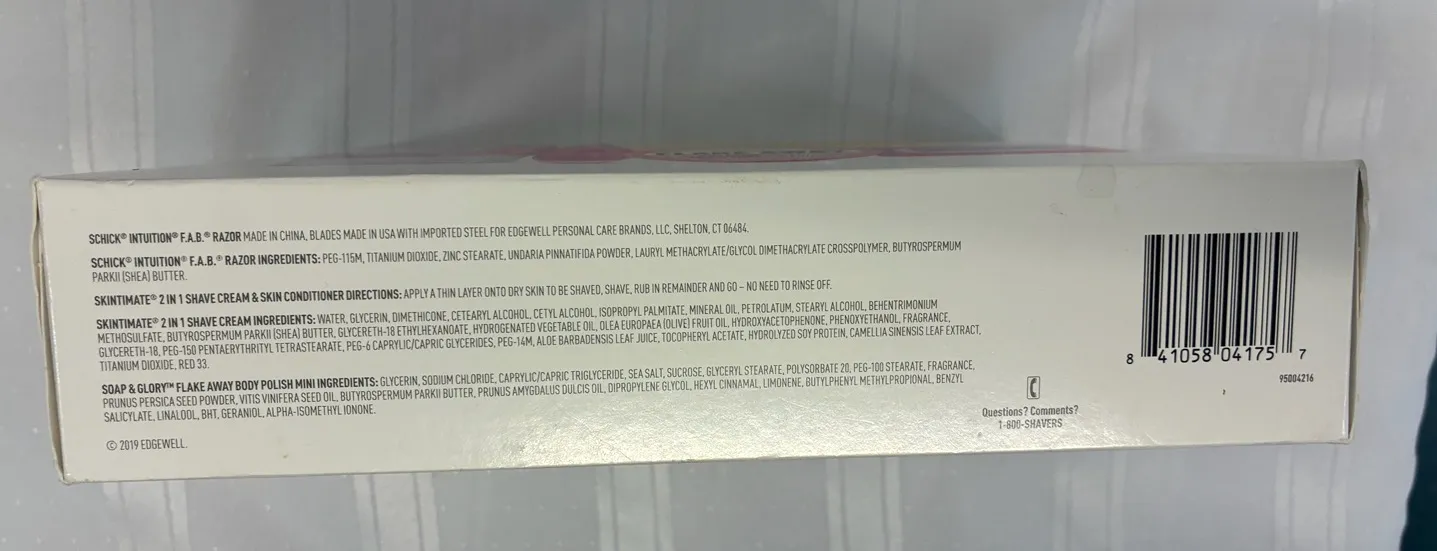 SCHICK® INTUITION® F.A.B.® RAZOR MADE IN CHINA, BLADES MADE IN USA WITH IMPORTED STEEL FOR EDGEWELL PERSONAL CARE BRANDS, LLC, SHELTON, CT 06484.
SCHICK® INTUITION® F.A.B.® RAZOR INGREDIENTS: PEG-115M, TITANIUM DIOXIDE, ZINC STEARATE, UNDARIA PINNATIFIDA POWDER, LAURYL METHACRYLATE/GLYCOL DIMETHACRYLATE CROSSPOLYMER, BUTYROSPERMUM
PARKII (SHEA) BUTTER.
SKINTIMATE® 2 IN 1 SHAVE CREAM & SKIN CONDITIONER DIRECTIONS: APPLY A THIN LAYER ONTO DRY SKIN TO BE SHAVED, SHAVE, RUB IN REMAINDER AND GO – NO NEED TO RINSE OFF.
SKINTIMATE® 2 IN 1 SHAVE CREAM INGREDIENTS: WATER, GLYCERIN, DIMETHICONE, CETEARYL ALCOHOL, CETYL ALCOHOL, ISOPROPYL PALMITATE, MINERAL OIL, PETROLATUM, STEARYL ALCOHOL, BEHENTRIMONIUM
METHOSULFATE, BUTYROSPERMUM PARKII (SHEA) BUTTER, GLYCERETH-18 ETHYLHEXANOATE, HYDROGENATED VEGETABLE OIL, OLEA EUROPAEA (OLIVE) FRUIT OIL, HYDROXYACETOPHENONE, PHENOXYETHANOL, FRAGRANCE,
GLYCERETH-18, PEG-150 PENTAERYTHRITYL TETRASTEARATE, PEG-6 CAPRYLIC/CAPRIC GLYCERIDES, PEG-14M, ALOE BARBADENSIS LEAF JUICE, TOCOPHERYL ACETATE, HYDROLYZED SOY PROTEIN, CAMELLIA SINENSIS LEAF EXTRACT,
TITANIUM DIOXIDE, RED 33.
SOAP & GLORY™ FLAKE AWAY BODY POLISH MINI INGREDIENTS: GLYCERIN, SODIUM CHLORIDE, CAPRYLIC/CAPRIC TRIGLYCERIDE, SEA SALT, SUCROSE, GLYCERYL STEARATE, POLYSORBATE 20, PEG-100 STEARATE, FRAGRANCE,
PRUNUS PERSICA SEED POWDER, VITIS VINIFERA SEED OIL, BUTYROSPERMUM PARKII BUTTER, PRUNUS AMYGDALUS DULCIS OIL, DIPROPYLENE GLYCOL, HEXYL CINNAMAL, LIMONENE, BUTYLPHENYL METHYLPROPIONAL, BENZYL
SALICYLATE, LINALOOL, BHT, GERANIOL, ALPHA-ISOMETHYL IONONE.
© 2019 EDGEWELL.
Questions? Comments?
1-800-SHAVERS
8 41058 04175 7
95004216